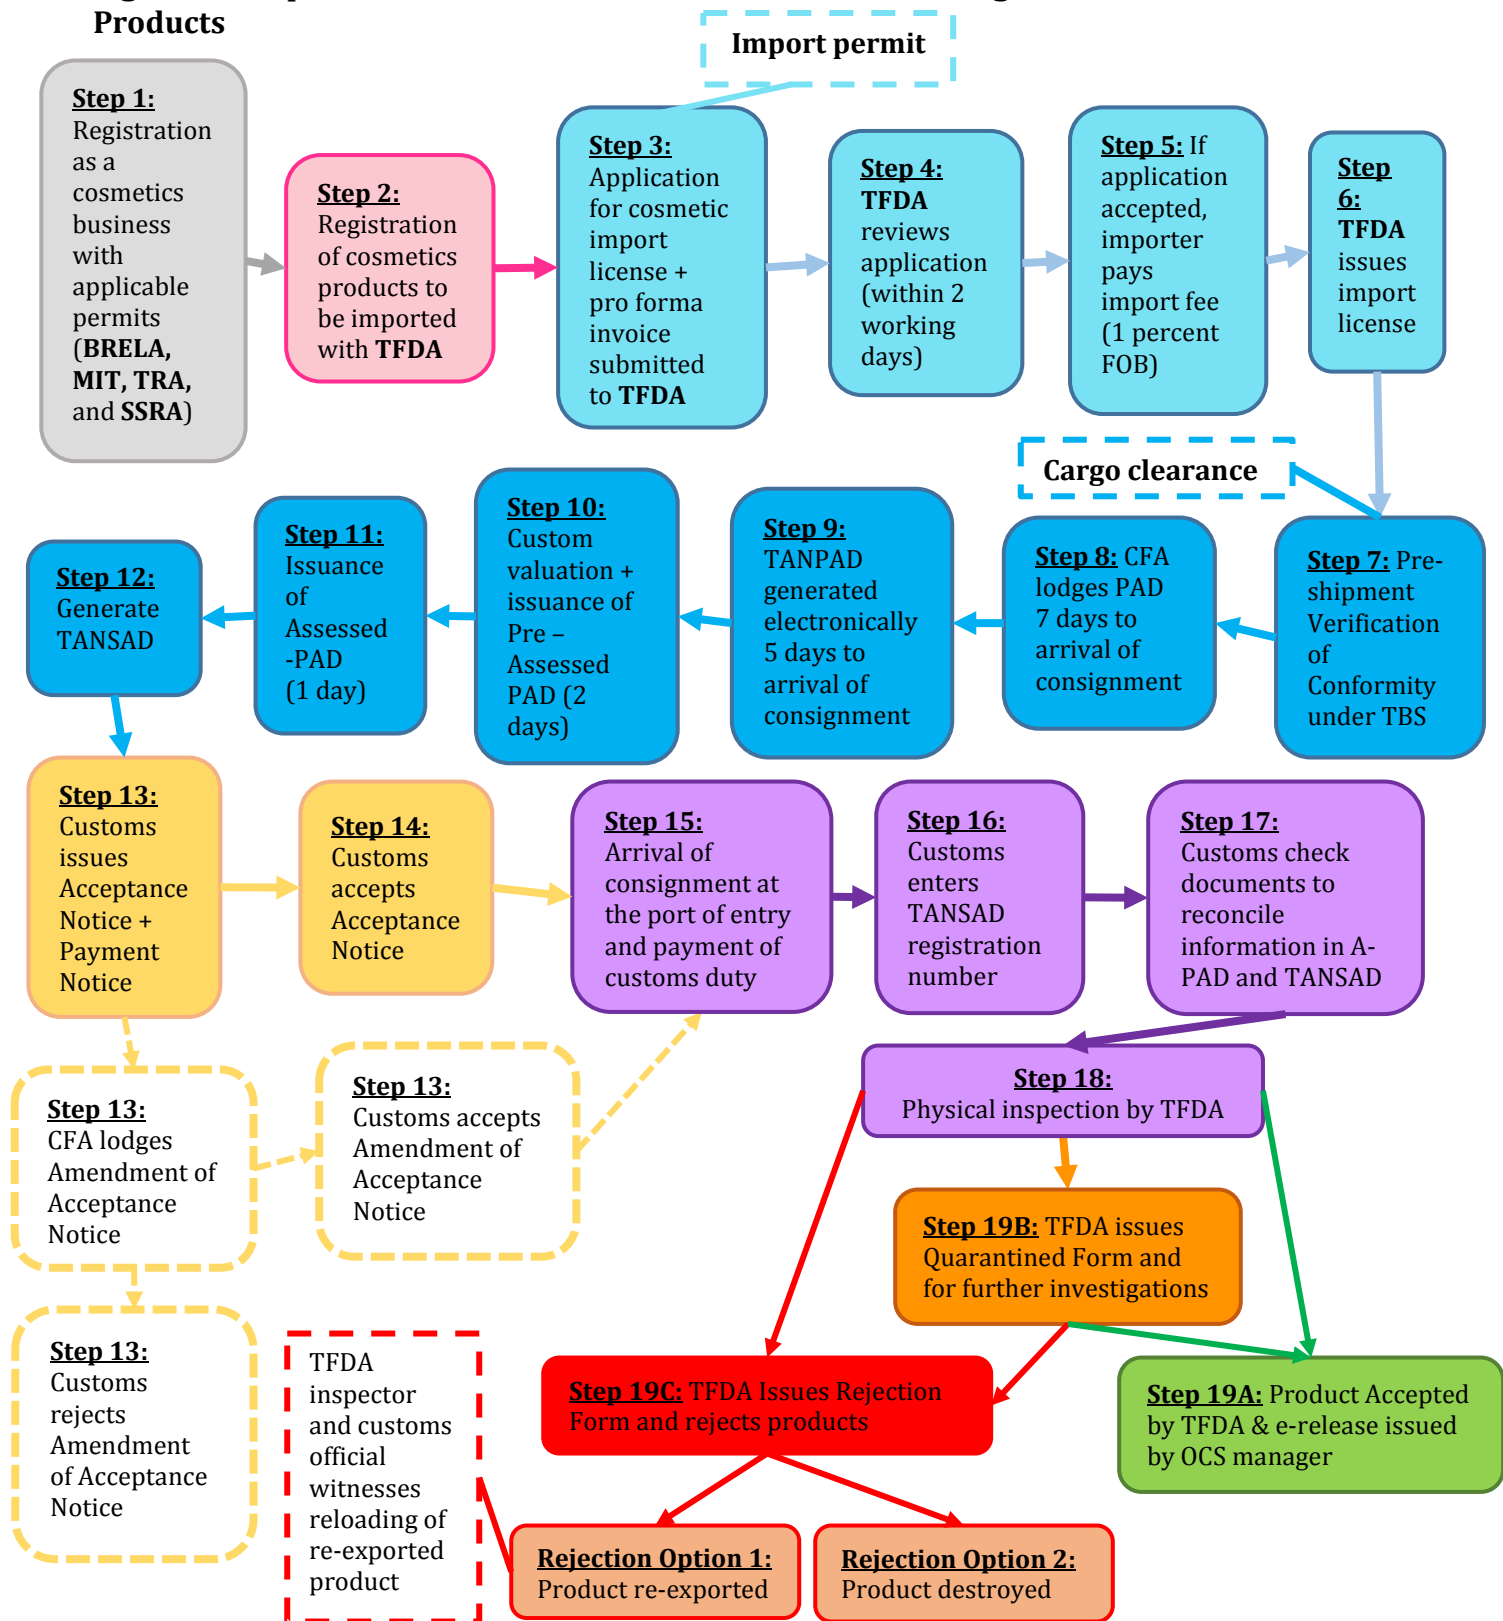 Products
Import permit
Step 1:
Registration
as a
cosmetics
business
with
applicable
permits
(BRELA,
MIT, TRA,
and SSRA)
Step 2:
Registration
of cosmetics
products to
be imported
with TFDA
Step 3:
Application
for cosmetic
import
license +
pro forma
invoice
submitted
to TFDA
Step 4:
TFDA
reviews
application
(within 2
working
days)
Step 5: If
application
accepted,
importer
pays
import fee
(1 percent
FOB)
Step
6:
TFDA
issues
import
license
Cargo clearance
Step 7: Pre-
shipment
Verification
of
Conformity
under TBS
Step 8: CFA
lodges PAD
7 days to
arrival of
consignment
Step 9:
TANPAD
generated
electronically
5 days to
arrival of
consignment
Step 10:
Custom
valuation +
issuance of
Pre –
Assessed
PAD (2
days)
Step 11:
Issuance
of
Assessed
-PAD
(1 day)
Step 12:
Generate
TANSAD
Step 13:
Customs
issues
Acceptance
Notice +
Payment
Notice
Step 14:
Customs
accepts
Acceptance
Notice
Step 15:
Arrival of
consignment at
the port of entry
and payment of
customs duty
Step 16:
Customs
enters
TANSAD
registration
number
Step 17:
Customs check
documents to
reconcile
information in A-
PAD and TANSAD
Step 13:
CFA lodges
Amendment of
Acceptance
Notice
Step 13:
Customs accepts
Amendment of
Acceptance
Notice
Step 18:
Physical inspection by TFDA
Step 19B: TFDA issues
Quarantined Form and
for further investigations
Step 13:
Customs
rejects
Amendment
of Acceptance
Notice
TFDA
inspector
and customs
official
witnesses
reloading of
re-exported
product
Step 19C: TFDA Issues Rejection
Form and rejects products
Step 19A: Product Accepted
by TFDA & e-release issued
by OCS manager
Rejection Option 1:
Product re-exported
Rejection Option 2:
Product destroyed